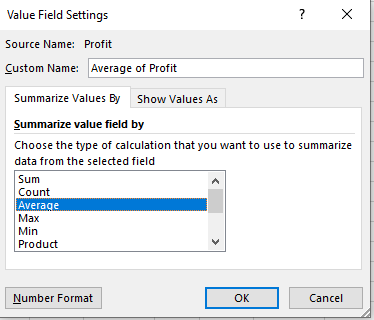 Value Field Settings ? ×
Source Name: Profit
Custom Name: Average of Profit
Summarize Values By Show Values As
Summarize value field by
Choose the type of calculation that you want to use to summarize
data from the selected field
Sum
Count
Average
Max
Min
Product
Number Format OK Cancel